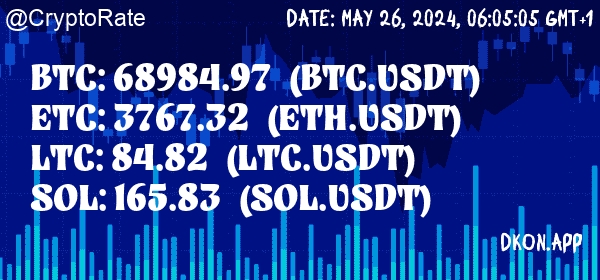 @CryptoRate
DATE: MAY 26, 2024, 06:05:05 GMT+1
BTC: 68984.97 (BTC.USDT)
ETC: 3767.32 (ETH.USDT)
LTC: 84.82 (LTC.USDT)
SOL: 165.83 (SOL.USDT)
DKON.APP